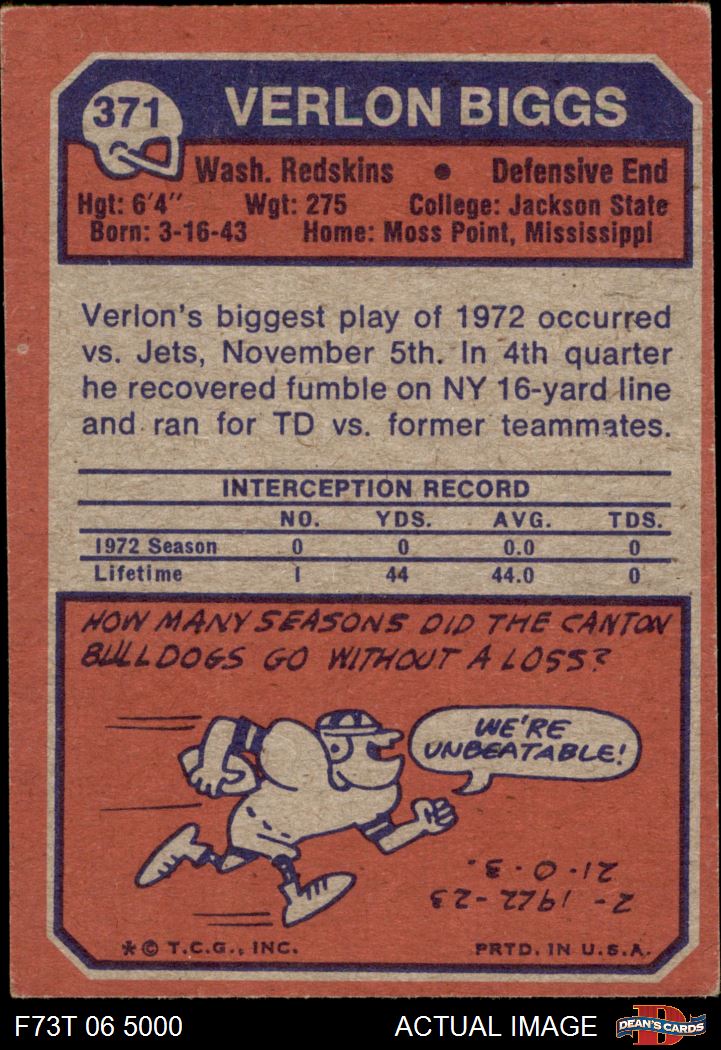 371 VERLON BIGGS
Wash. Redskins • Defensive End
Hgt: 6'4" Wgt: 275 College: Jackson State
Born: 3-16-43 Home: Moss Point, Mississippi
Verlon's biggest play of 1972 occurred
vs. Jets, November 5th. In 4th quarter
he recovered fumble on NY 16-yard line
and ran for TD vs. former teammates.
INTERCEPTION RECORD
NO. YDS. AVG. TDS.
1972 Season 0 0 0.0 0
Lifetime 1 44 44.0 0
HOW MANY SEASONS DID THE CANTON
BULLDOGS GO WITHOUT A LOSS?
WE'RE
UNBEATABLE!
2- 1922-23
21-0-3.
* © T.C.G., INC. PRTD. IN U.S.A.
F73T 06 5000 ACTUAL IMAGE D DEAN'S CARDS